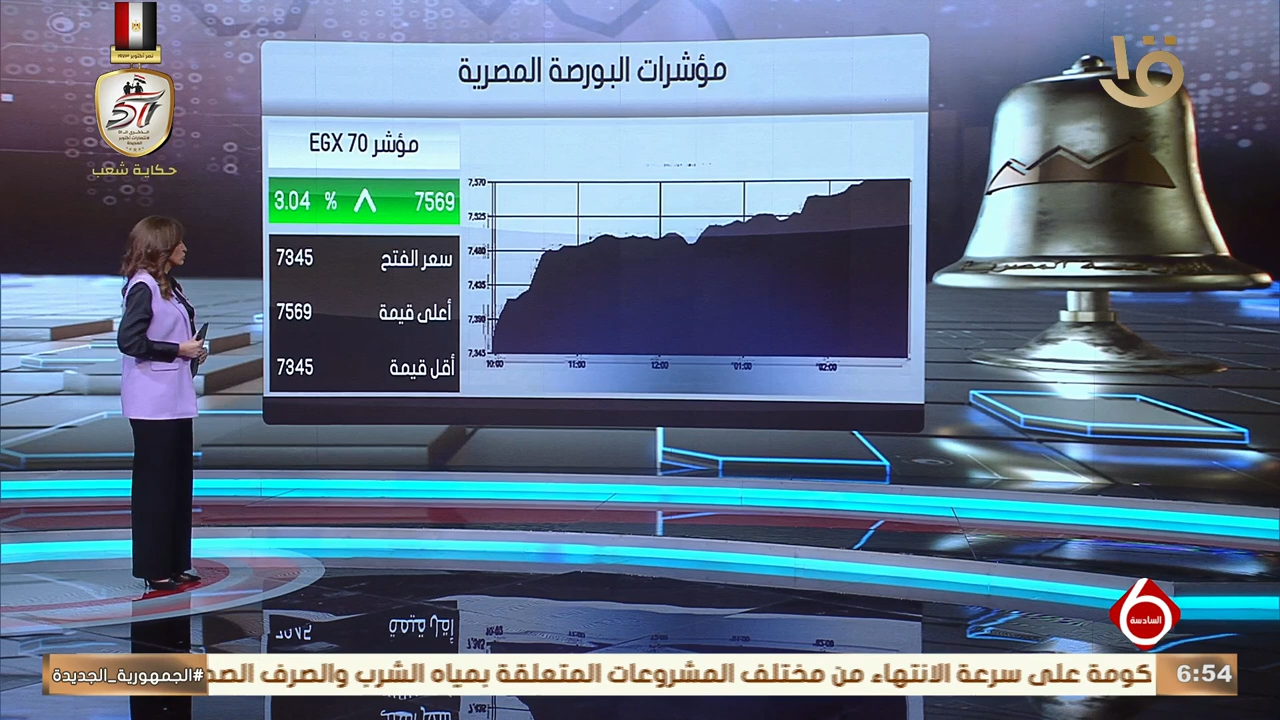 نصر أكتوبر
حكاية شعب
مؤشرات البورصة المصرية
مؤشر EGX 70
3.04 % 7569
سعر الفتح 7345
أعلى قيمة 7569
أقل قيمة 7345
7,570
7,525
7,480
7,435
7,390
7,345
10:00 11:00 12:00 01:00 02:00
السادسة
6:54 كومة على سرعة الانتهاء من مختلف المشروعات المتعلقة بمياه الشرب والصرف الصد #الجمهورية_الجديدة